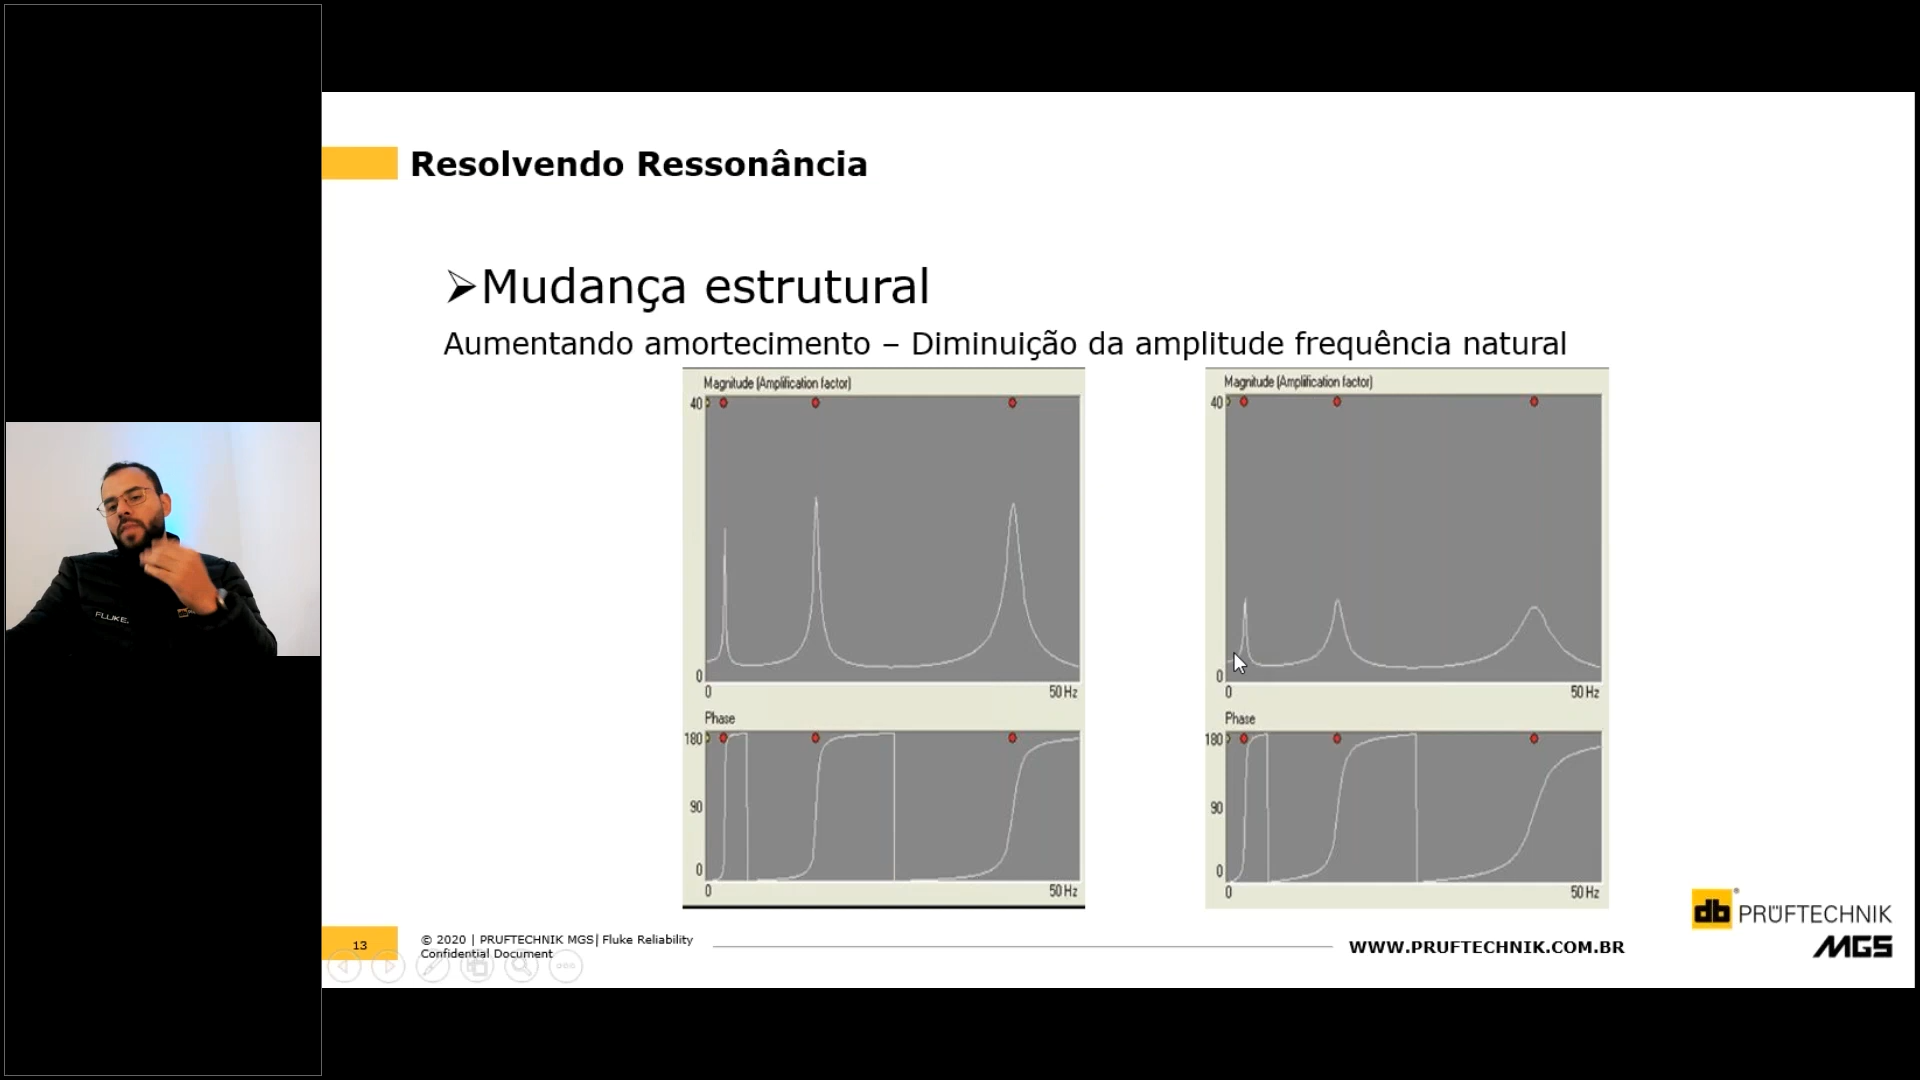 Resolvendo Ressonância
➢Mudança estrutural
Aumentando amortecimento – Diminuição da amplitude frequência natural
Magnitude (Amplification factor)
40
0
0 50 Hz
Phase
180
90
0
0 50 Hz
Magnitude (Amplification factor)
40
0
0 50 Hz
Phase
180
90
0
0 50 Hz
FLUKE.
13
© 2020 | PRUFTECHNIK MGS| Fluke Reliability
Confidential Document
WWW.PRUFTECHNIK.COM.BR
db PRÜFTECHNIK
MGS